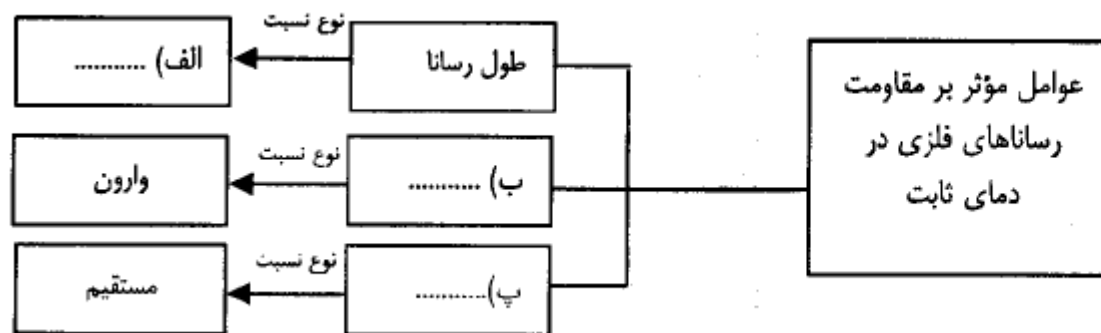 عوامل مؤثر بر مقاومت
رساناهای فلزی در
دمای ثابت
طول رسانا
نوع نسبت
الف) ...........
ب) ...........
نوع نسبت
وارون
پ)...........
نوع نسبت
مستقیم